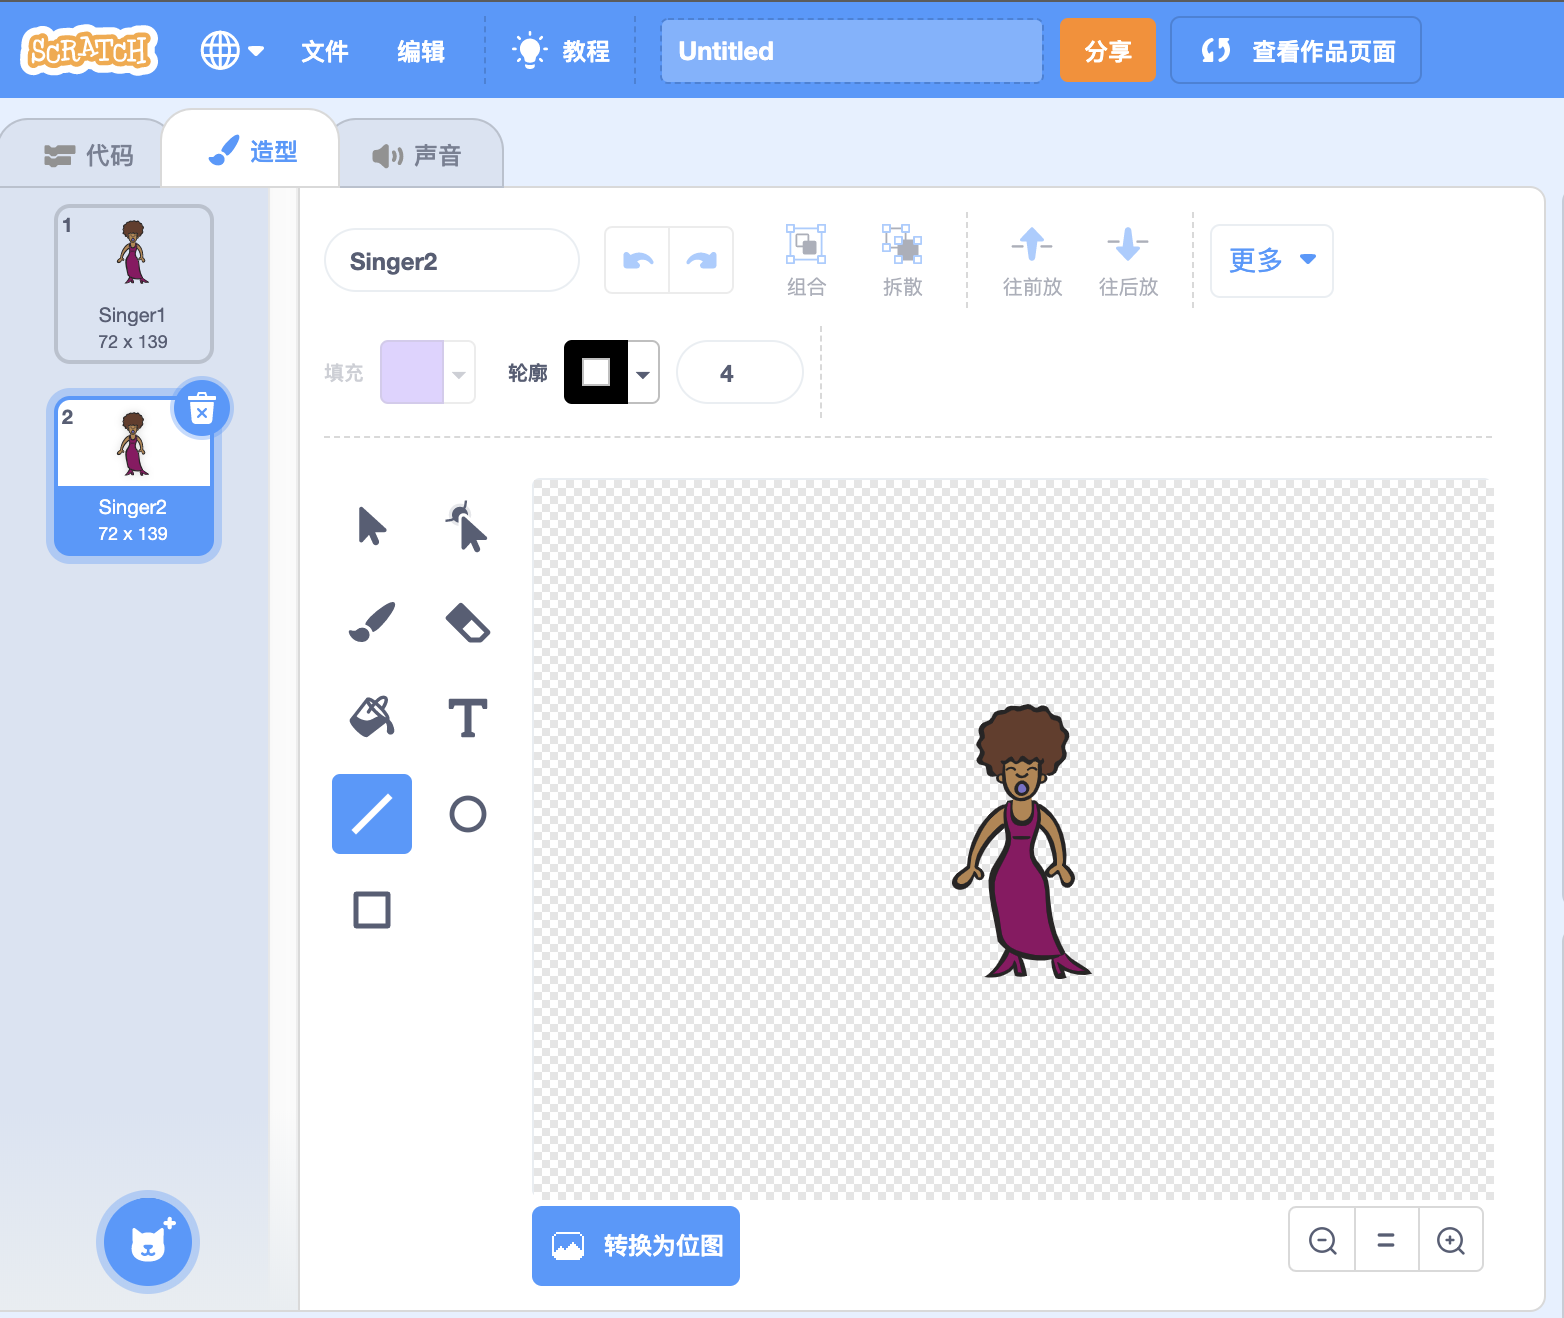 SCRATCH
文件
编辑
教程
Untitled
分享
查看作品页面
代码
造型
声音
1
Singer1
72 x 139
2
Singer2
72 x 139
Singer2
组合
拆散
往前放
往后放
更多
填充
轮廓
4
T
转换为位图